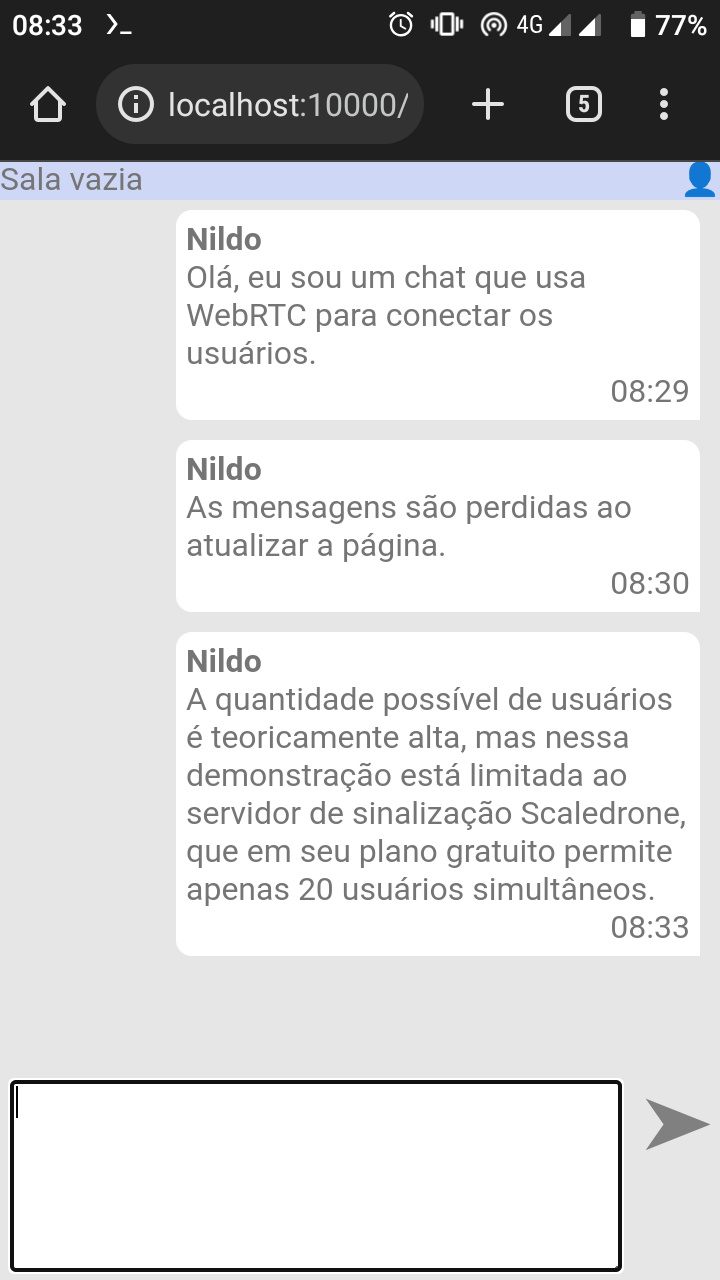 08:33
4G
77%
localhost:10000/
5
Sala vazia
Nildo
Olá, eu sou um chat que usa
WebRTC para conectar os
usuários.
08:29
Nildo
As mensagens são perdidas ao
atualizar a página.
08:30
Nildo
A quantidade possível de usuários
é teoricamente alta, mas nessa
demonstração está limitada ao
servidor de sinalização Scaledrone,
que em seu plano gratuito permite
apenas 20 usuários simultâneos.
08:33